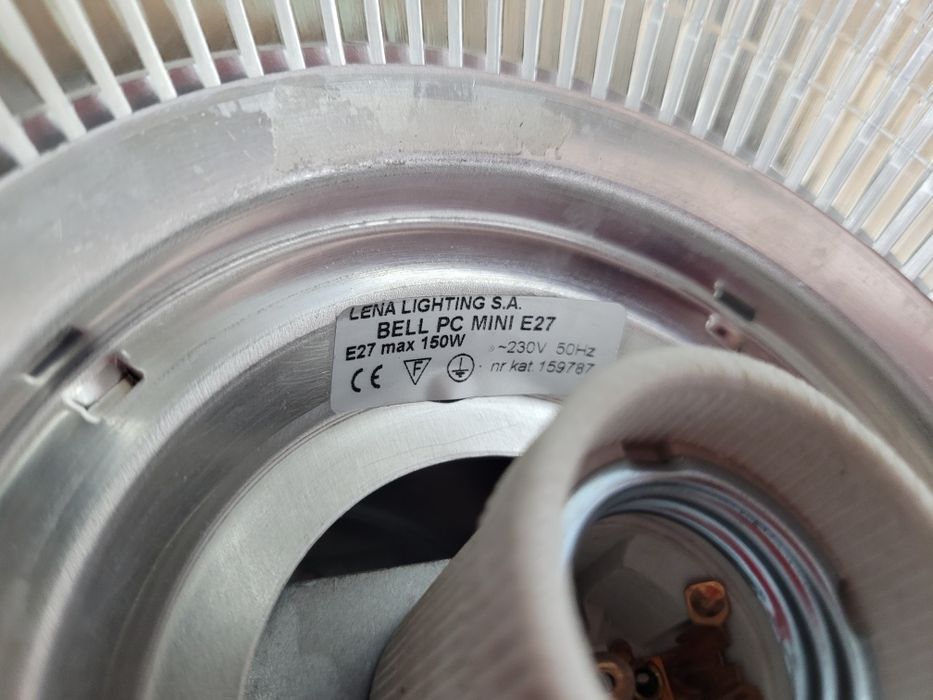 LENA LIGHTING S.A.
BELL PC MINI E27
E27 max 150W ~230V 50Hz
CE F nr kat. 159787